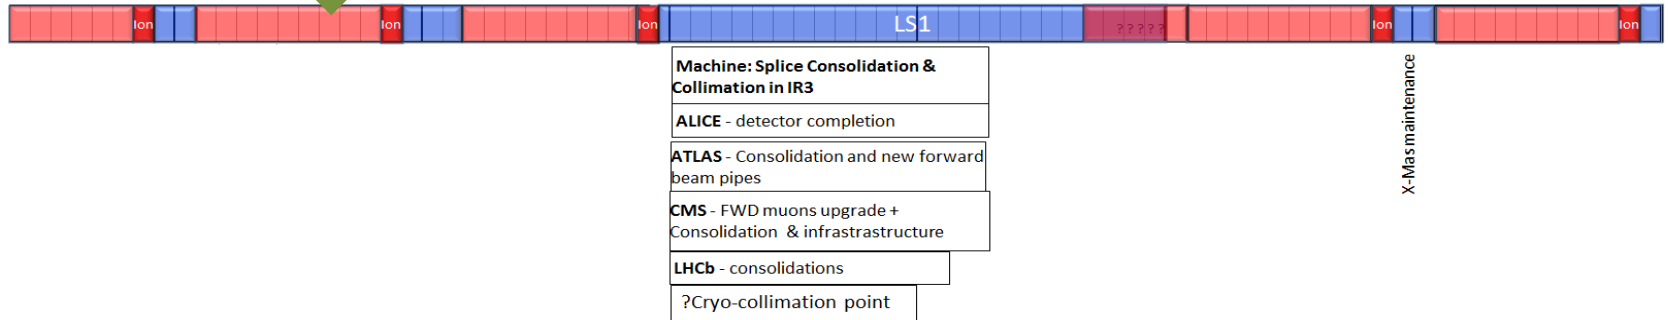 Ion
Ion
Ion
LS1
? ? ? ? ?
Ion
Ion
Machine: Splice Consolidation &
Collimation in IR3
ALICE - detector completion
ATLAS - Consolidation and new forward
beam pipes
CMS - FWD muons upgrade +
Consolidation & infrastrastructure
LHCb - consolidations
?Cryo-collimation point
X-Mas maintenance